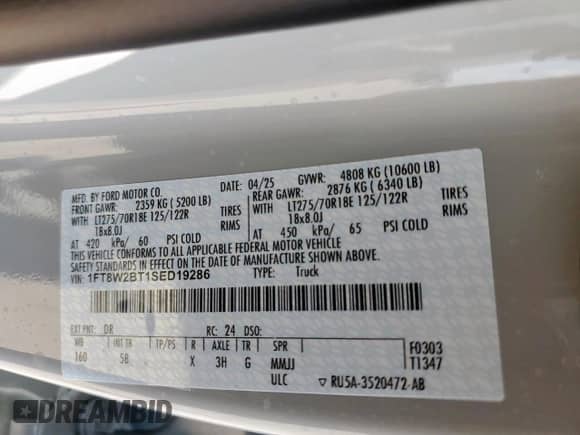 MFD. BY FORD MOTOR CO. DATE: 04/25 GVWR: 4808 KG (10600 LB)
FRONT GAWR: 2359 KG ( 5200 LB) REAR GAWR: 2876 KG ( 6340 LB)
WITH LT275/70R18E 125/122R TIRES WITH LT275/70R18E 125/122R TIRES
18x8.0J RIMS 18x8.0J RIMS
AT 420 kPa/ 60 PSI COLD AT 450 kPa/ 65 PSI COLD
THIS VEHICLE CONFORMS TO ALL APPLICABLE FEDERAL MOTOR VEHICLE
SAFETY STANDARDS IN EFFECT ON THE DATE OF MANUFACTURE SHOWN ABOVE.
VIN: 1FT8W2BT1SED19286 TYPE: Truck
EXT PNT: DR RC: 24 DSO:
WB INT TR TP/PS R AXLE TR SPR F0303
160 SB X 3H G MMJJ T1347
ULC ▽ RU5A-3520472-AB
DREAMBID